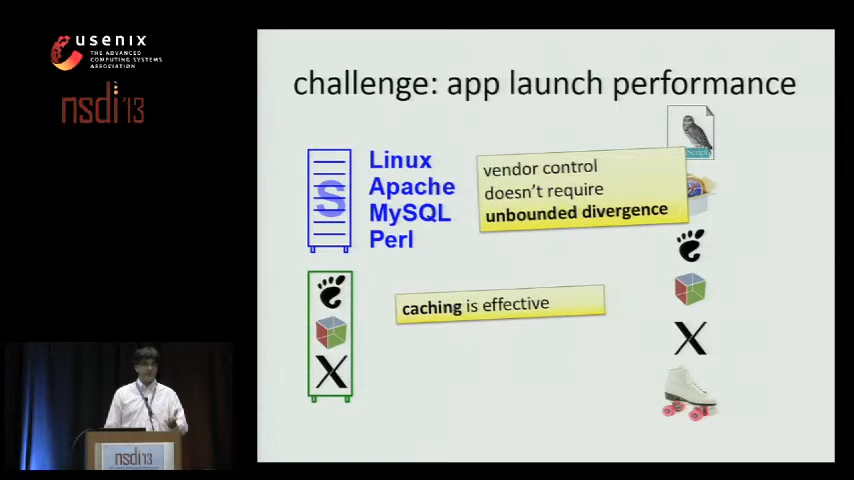 usenix
THE ADVANCED
COMPUTING SYSTEMS
ASSOCIATION
nsdi'13
challenge: app launch performance
Script
S
Linux
Apache
MySQL
Perl
vendor control
doesn't require
unbounded divergence
caching is effective
X
X
nsdi'13